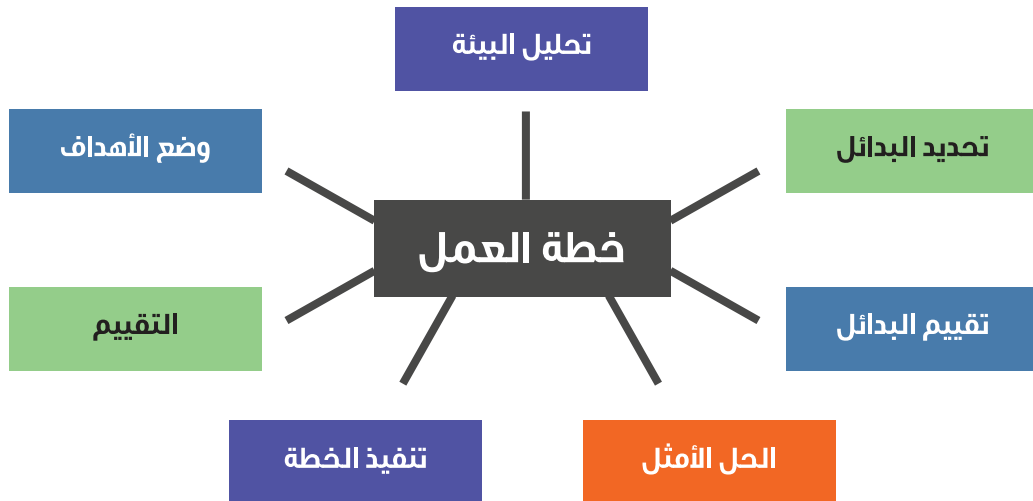 تحليل البيئة
تحديد البدائل
وضع الأهداف
خطة العمل
تقييم البدائل
التقييم
الحل الأمثل
تنفيذ الخطة